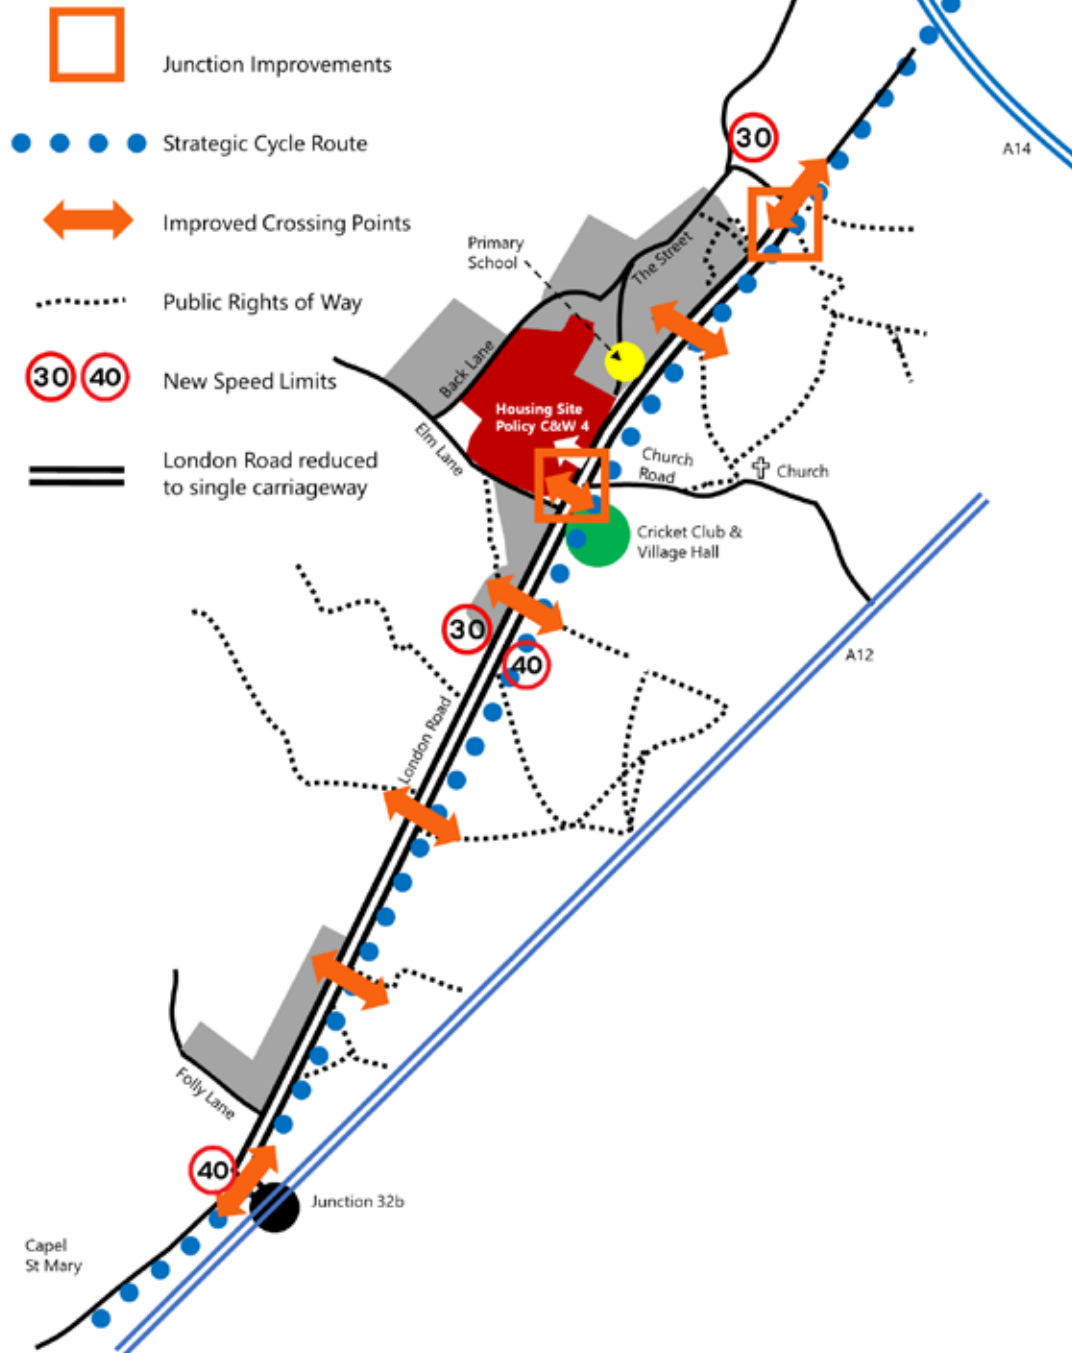 Junction Improvements
Strategic Cycle Route
Improved Crossing Points
Public Rights of Way
30 40
New Speed Limits
London Road reduced
to single carriageway
30
A14
Primary
School
The Street
Back Lane
Housing Site
Policy C&W 4
Elm Lane
Church
Road
Church
Cricket Club &
Village Hall
30
40
A12
London Road
Folly Lane
40
Junction 32b
Capel
St Mary